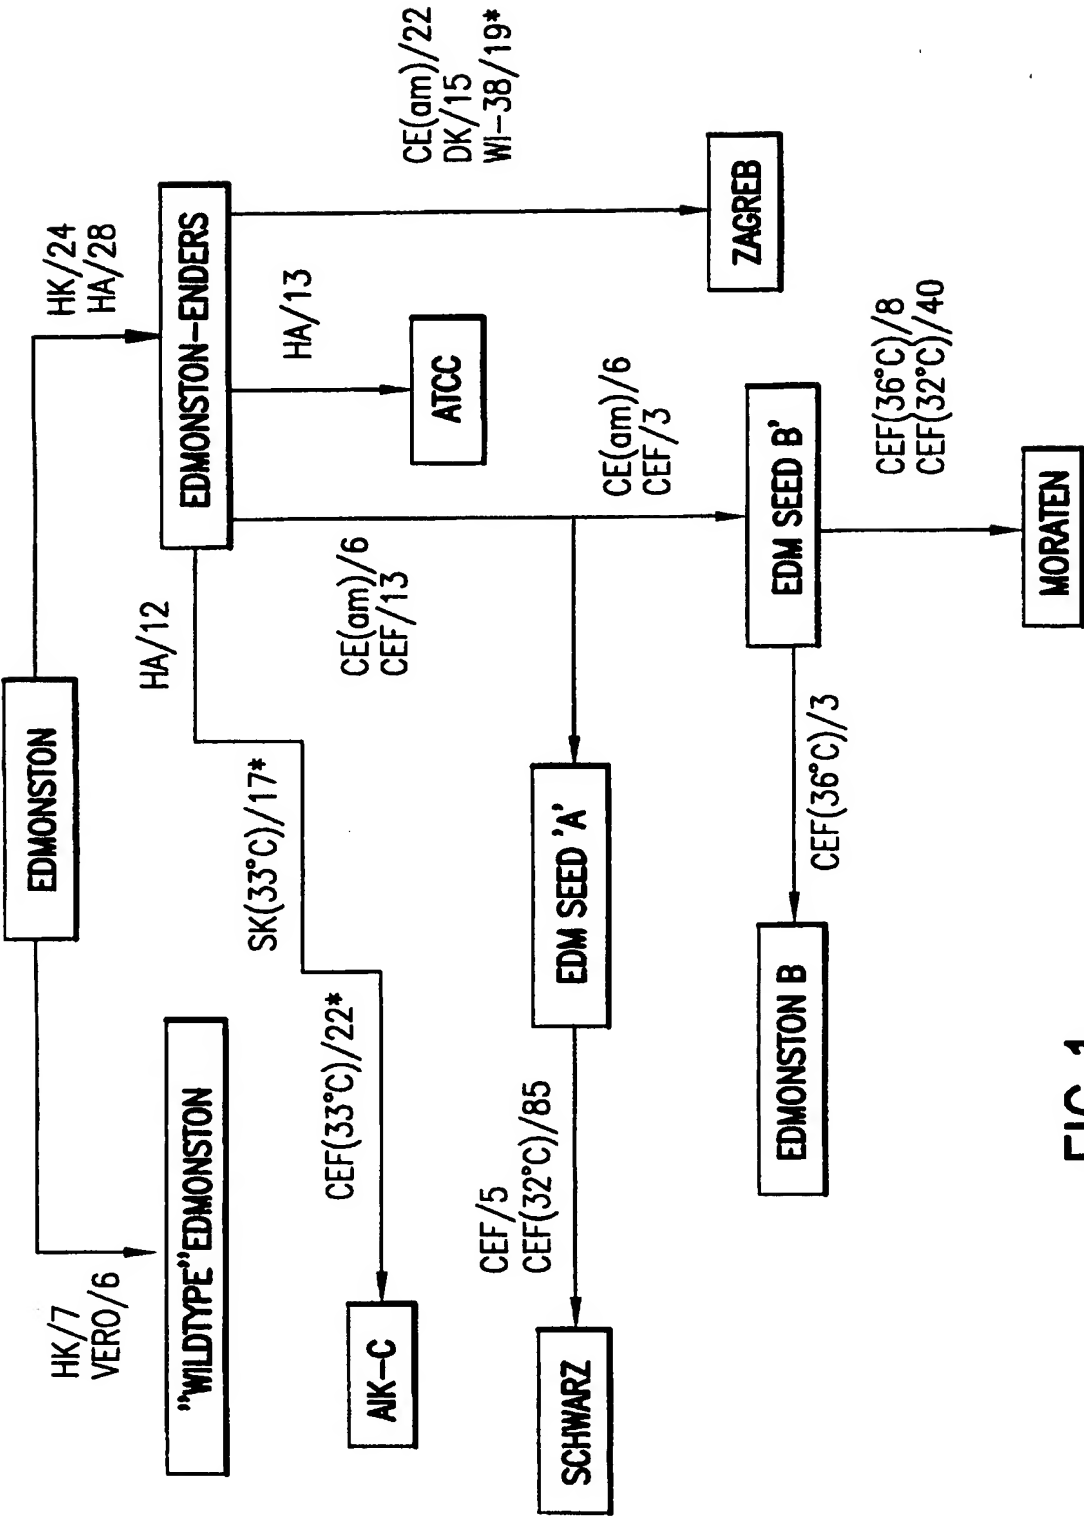 EDMONSTON
HK/7
VERO/6
HK/24
HA/28
"WILDTYPE" EDMONSTON
EDMONSTON-ENDERS
HA/12
SK(33°C)/17*
CEF(33°C)/22*
AIK-C
HA/13
ATCC
CE(am)/22
DK/15
WI-38/19*
ZAGREB
CE(am)/6
CEF/13
CE(am)/6
CEF/3
EDM SEED 'A'
CEF/5
CEF(32°C)/85
SCHWARZ
EDM SEED B'
CEF(36°C)/3
EDMONSTON B
CEF(36°C)/8
CEF(32°C)/40
MORATEN
FIG. 1